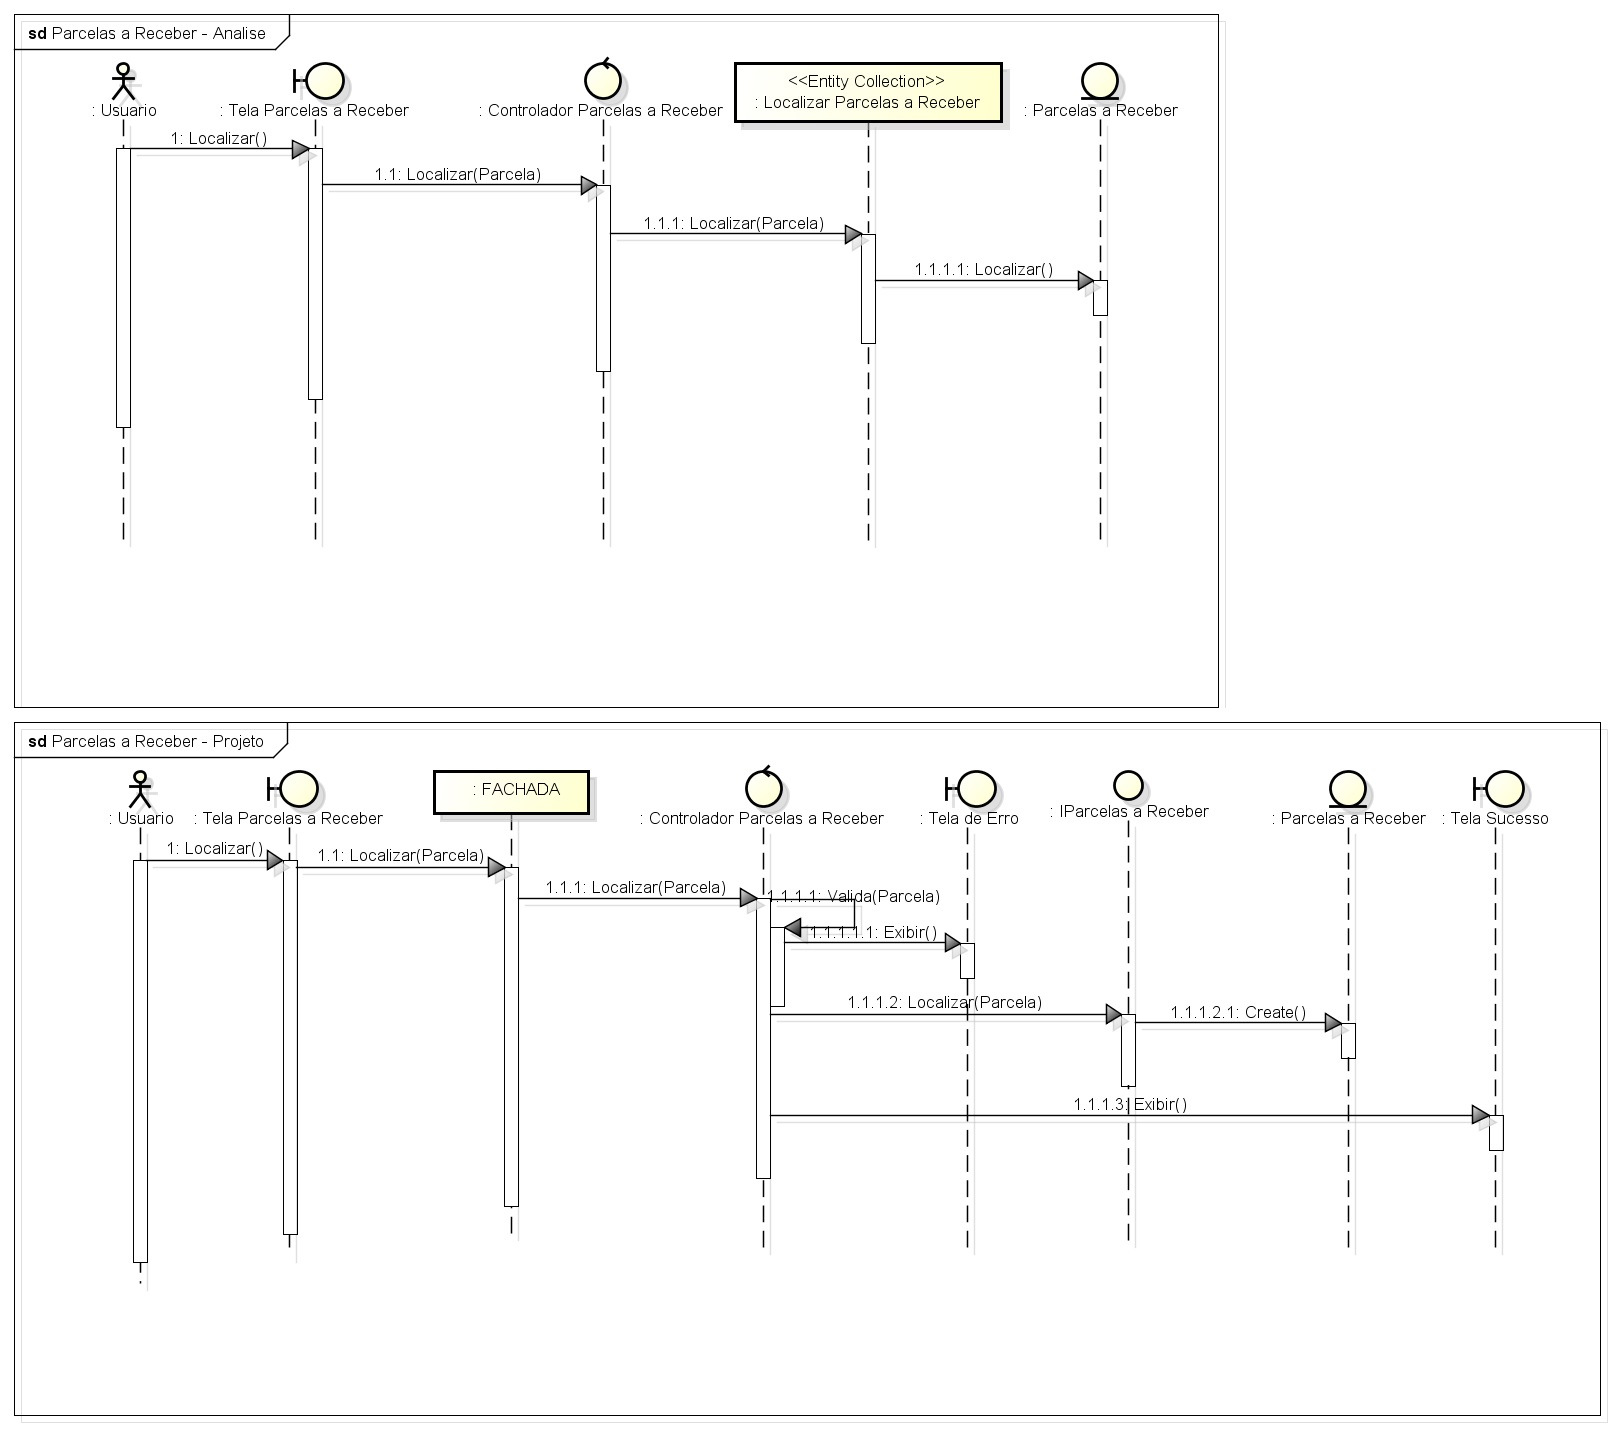 sd Parcelas a Receber - Analise
: Usuario
: Tela Parcelas a Receber
: Controlador Parcelas a Receber
<<Entity Collection>>
: Localizar Parcelas a Receber
: Parcelas a Receber
1: Localizar()
1.1: Localizar(Parcela)
1.1.1: Localizar(Parcela)
1.1.1.1: Localizar()
sd Parcelas a Receber - Projeto
: Usuario
: Tela Parcelas a Receber
: FACHADA
: Controlador Parcelas a Receber
: Tela de Erro
: IParcelas a Receber
: Parcelas a Receber
: Tela Sucesso
1: Localizar()
1.1: Localizar(Parcela)
1.1.1: Localizar(Parcela)
1.1.1.1: Valida(Parcela)
1.1.1.1.1: Exibir()
1.1.1.2: Localizar(Parcela)
1.1.1.2.1: Create()
1.1.1.3: Exibir()